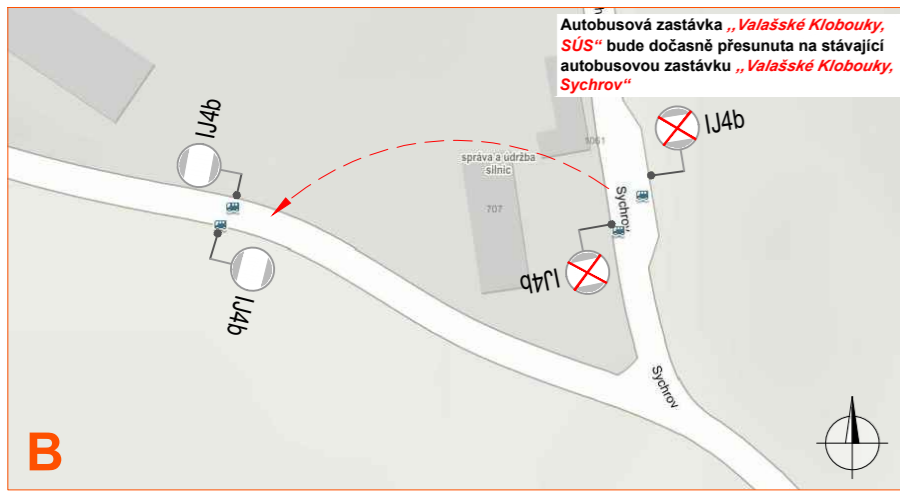 Autobusová zastávka ,,Valašské Klobouky,
SÚS“ bude dočasně přesunuta na stávající
autobusovou zastávku ,,Valašské Klobouky,
Sychrov“
IJ4b
IJ4b
1061
správa a udržba
silnic
Sychrov
707
IJ4b
IJ4b
Sychrov
B